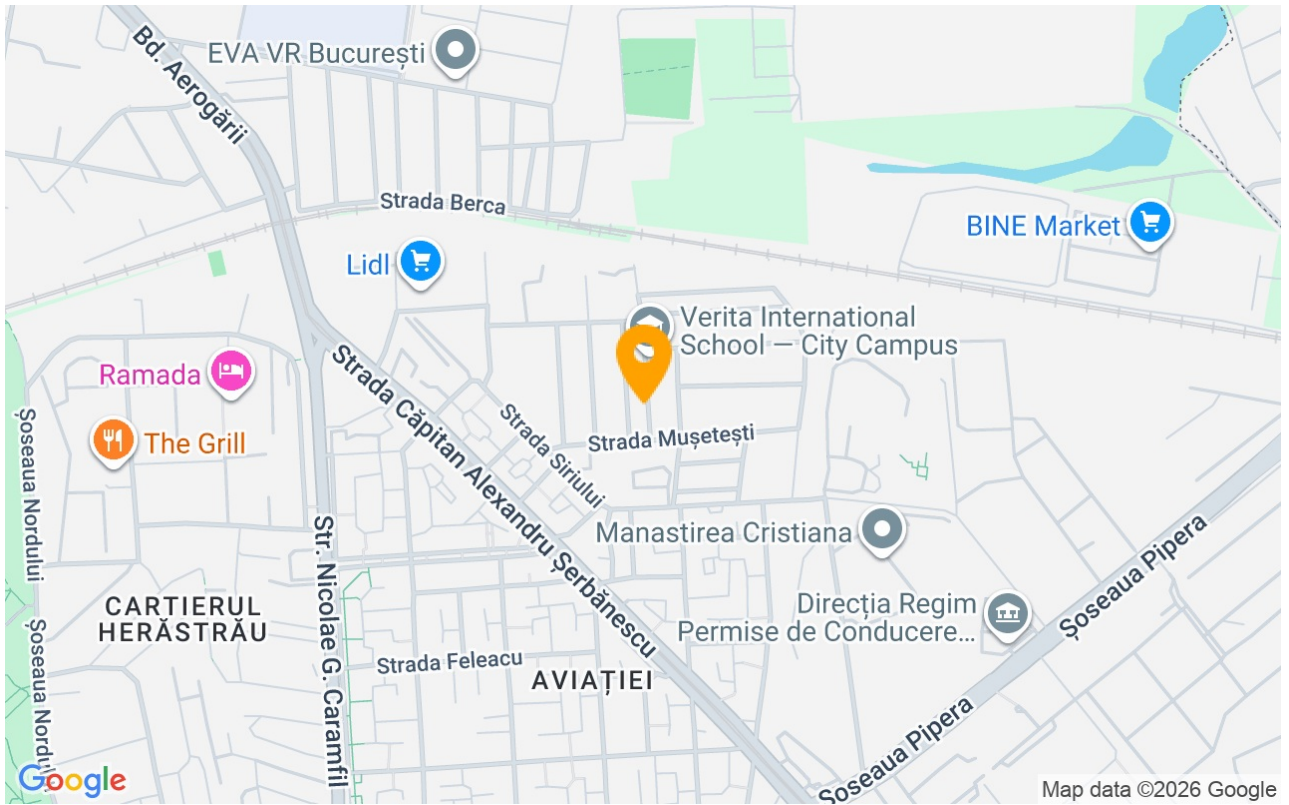 EVA VR București
Bd. Aerogării
Strada Berca
BINE Market
Lidl
Verita International
School — City Campus
Ramada
The Grill
Strada Căpitan Alexandru Șerbănescu
Strada Siriului
Strada Mușetești
Șoseaua Nordului
Str. Nicolae G. Caramfil
Manastirea Cristiana
Șoseaua Pipera
CARTIERUL
HERĂSTRĂU
Direcția Regim
Permise de Conducere...
Șoseaua Nordului
Strada Feleacu
AVIAȚIEI
Șoseaua Pipera
Google
Map data ©2026 Google